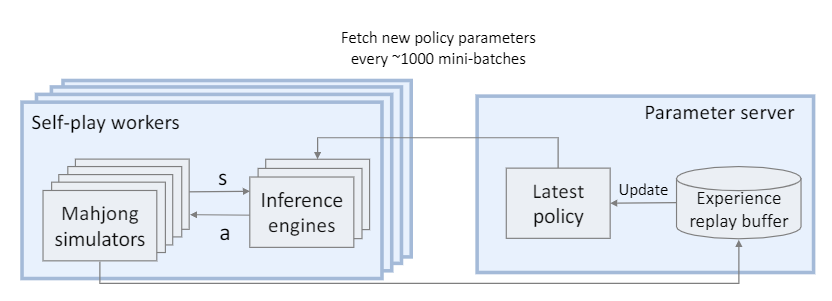 Fetch new policy parameters
every ~1000 mini-batches
Self-play workers
Parameter server
s
a
Mahjong
simulators
Inference
engines
Latest
policy
Update
Experience
replay buffer